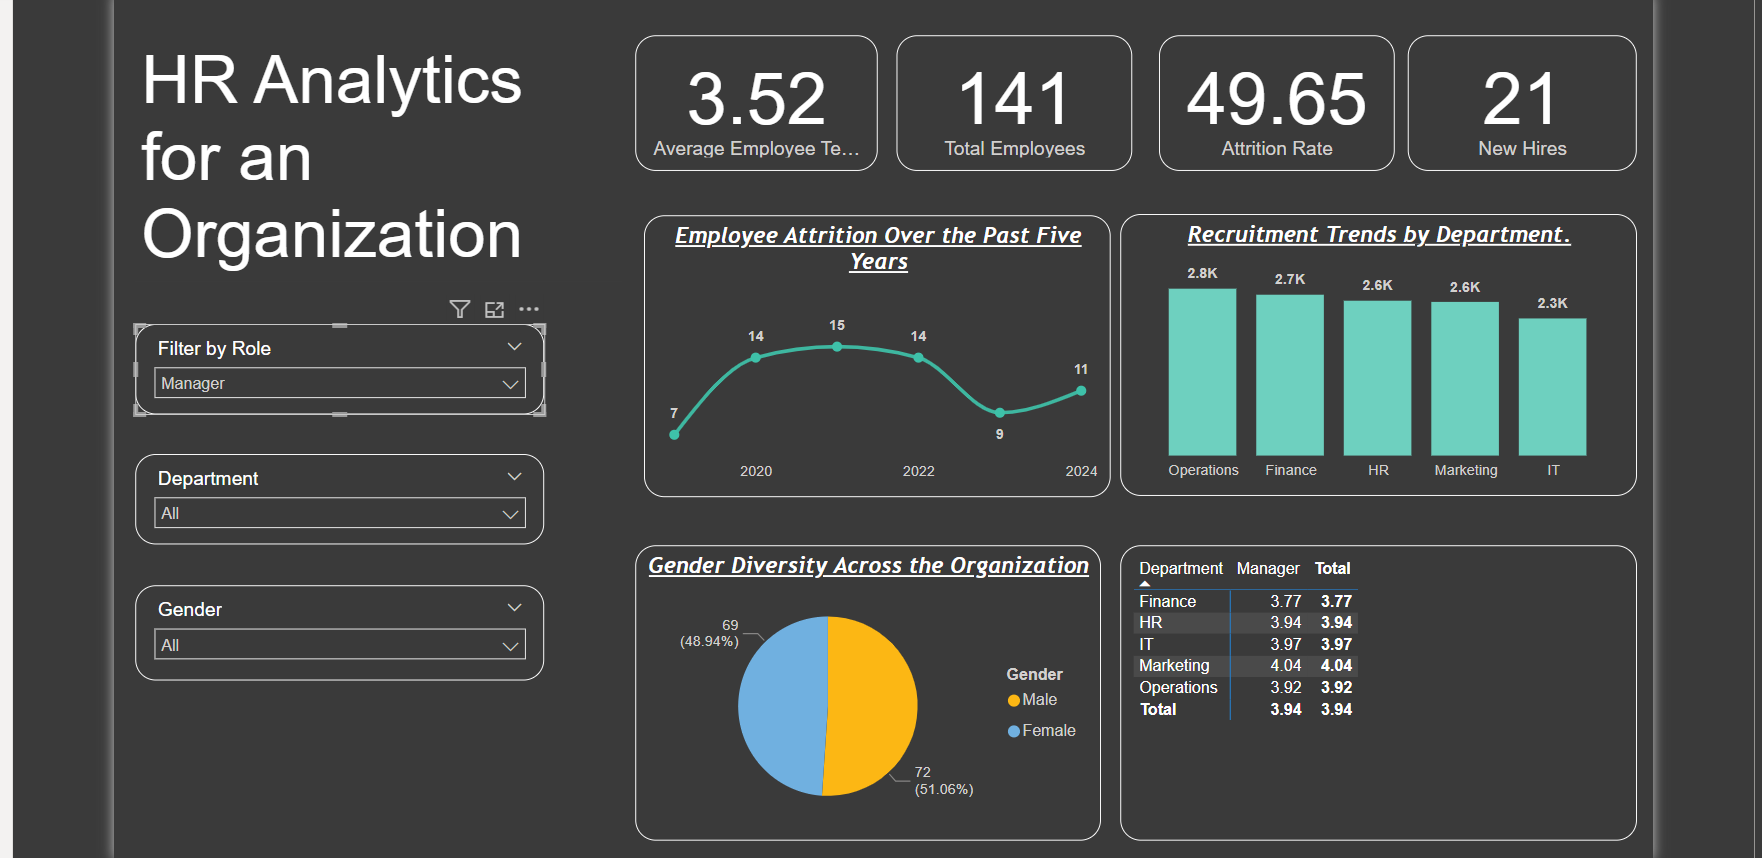 HR Analytics
for an
Organization
3.52
Average Employee Te...
141
Total Employees
49.65
Attrition Rate
21
New Hires
Filter by Role
Manager
Department
All
Gender
All
Employee Attrition Over the Past Five
Years
7
14
15
14
9
11
2020
2022
2024
Recruitment Trends by Department.
2.8K
2.7K
2.6K
2.6K
2.3K
Operations
Finance
HR
Marketing
IT
Gender Diversity Across the Organization
69
(48.94%)
72
(51.06%)
Gender
Male
Female
Department Manager Total
Finance 3.77 3.77
HR 3.94 3.94
IT 3.97 3.97
Marketing 4.04 4.04
Operations 3.92 3.92
Total 3.94 3.94